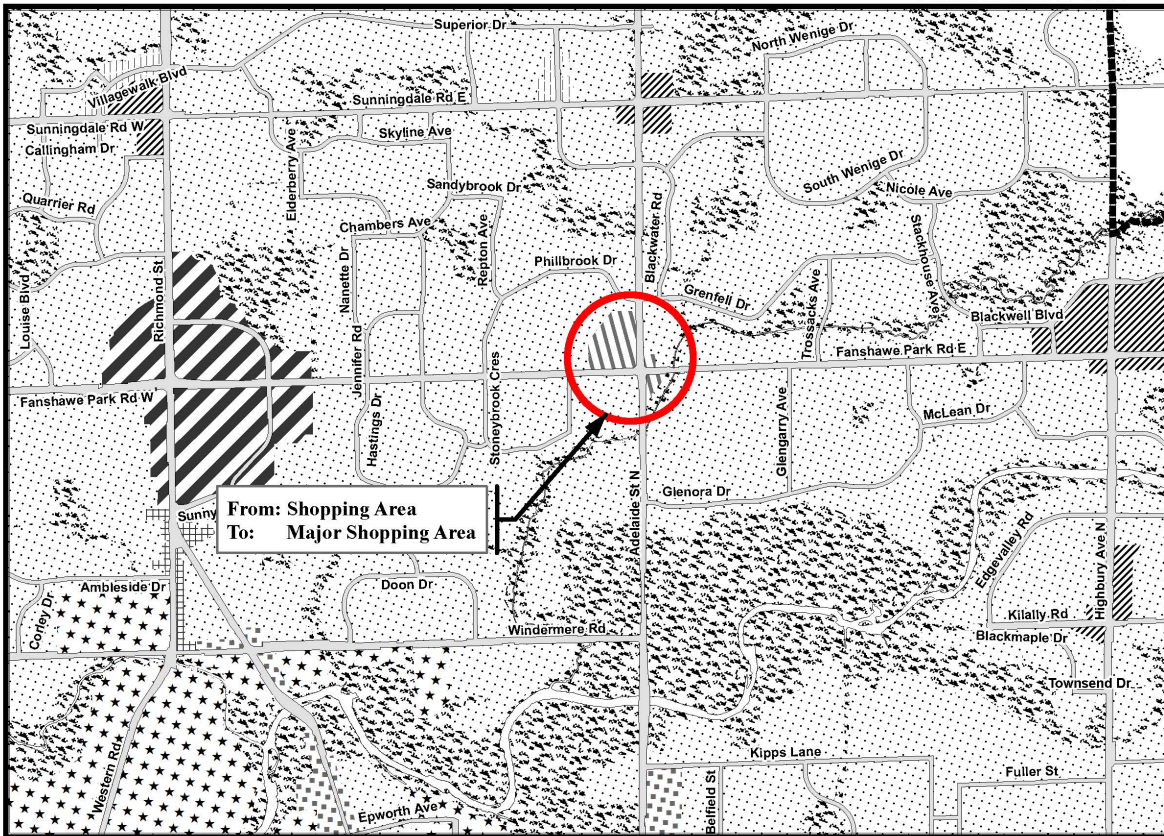 Superior Dr
North Wenige Dr
Villagewalk Blvd
Sunningdale Rd E
Sunningdale Rd W
Skyline Ave
Callingham Dr
Elderberry Ave
South Wenige Dr
Sandybrook Dr
Nicole Ave
Quarrier Rd
Chambers Ave
Repton Ave
Blackwater Rd
Stackhouse Ave
Nanette Dr
Phillbrook Dr
Grenfell Dr
Louise Blvd
Richmond St
Trossacks Ave
Blackwell Blvd
Jennifer Rd
Fanshawe Park Rd E
Fanshawe Park Rd W
Stoneybrook Cres
Hastings Dr
Glengarry Ave
McLean Dr
Glenora Dr
Sunny
From: Shopping Area
To: Major Shopping Area
Adelaide St N
Edgevalley Rd
Highbury Ave N
Ambleside Dr
Doon Dr
Corley Dr
Kilally Rd
Windermere Rd
Blackmaple Dr
Townsend Dr
Western Rd
Kipps Lane
Fuller St
Belfield St
Epworth Ave